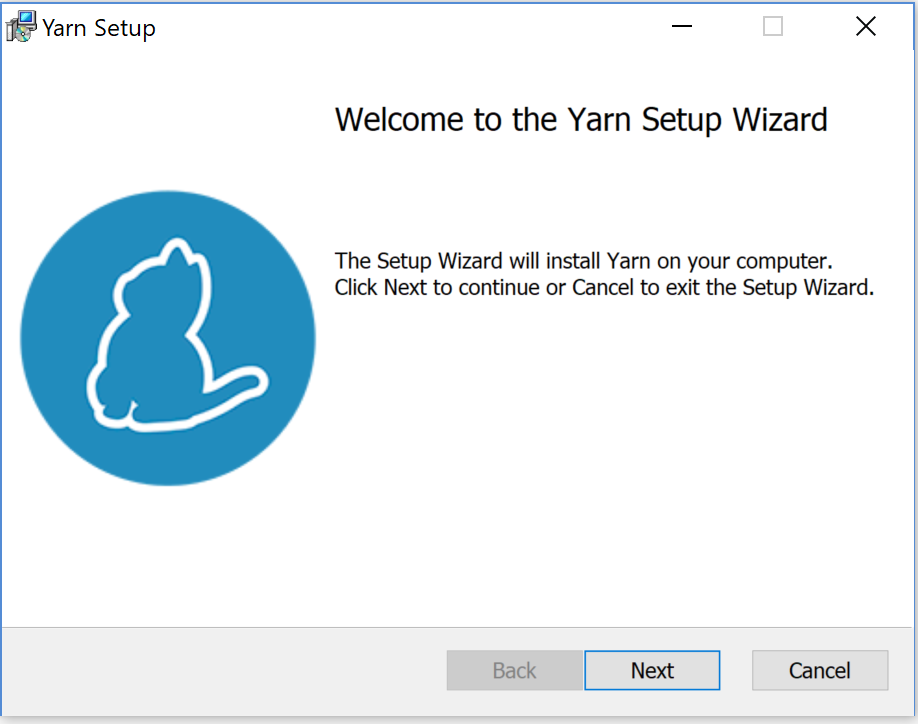 Yarn Setup
Welcome to the Yarn Setup Wizard
The Setup Wizard will install Yarn on your computer.
Click Next to continue or Cancel to exit the Setup Wizard.
Back
Next
Cancel